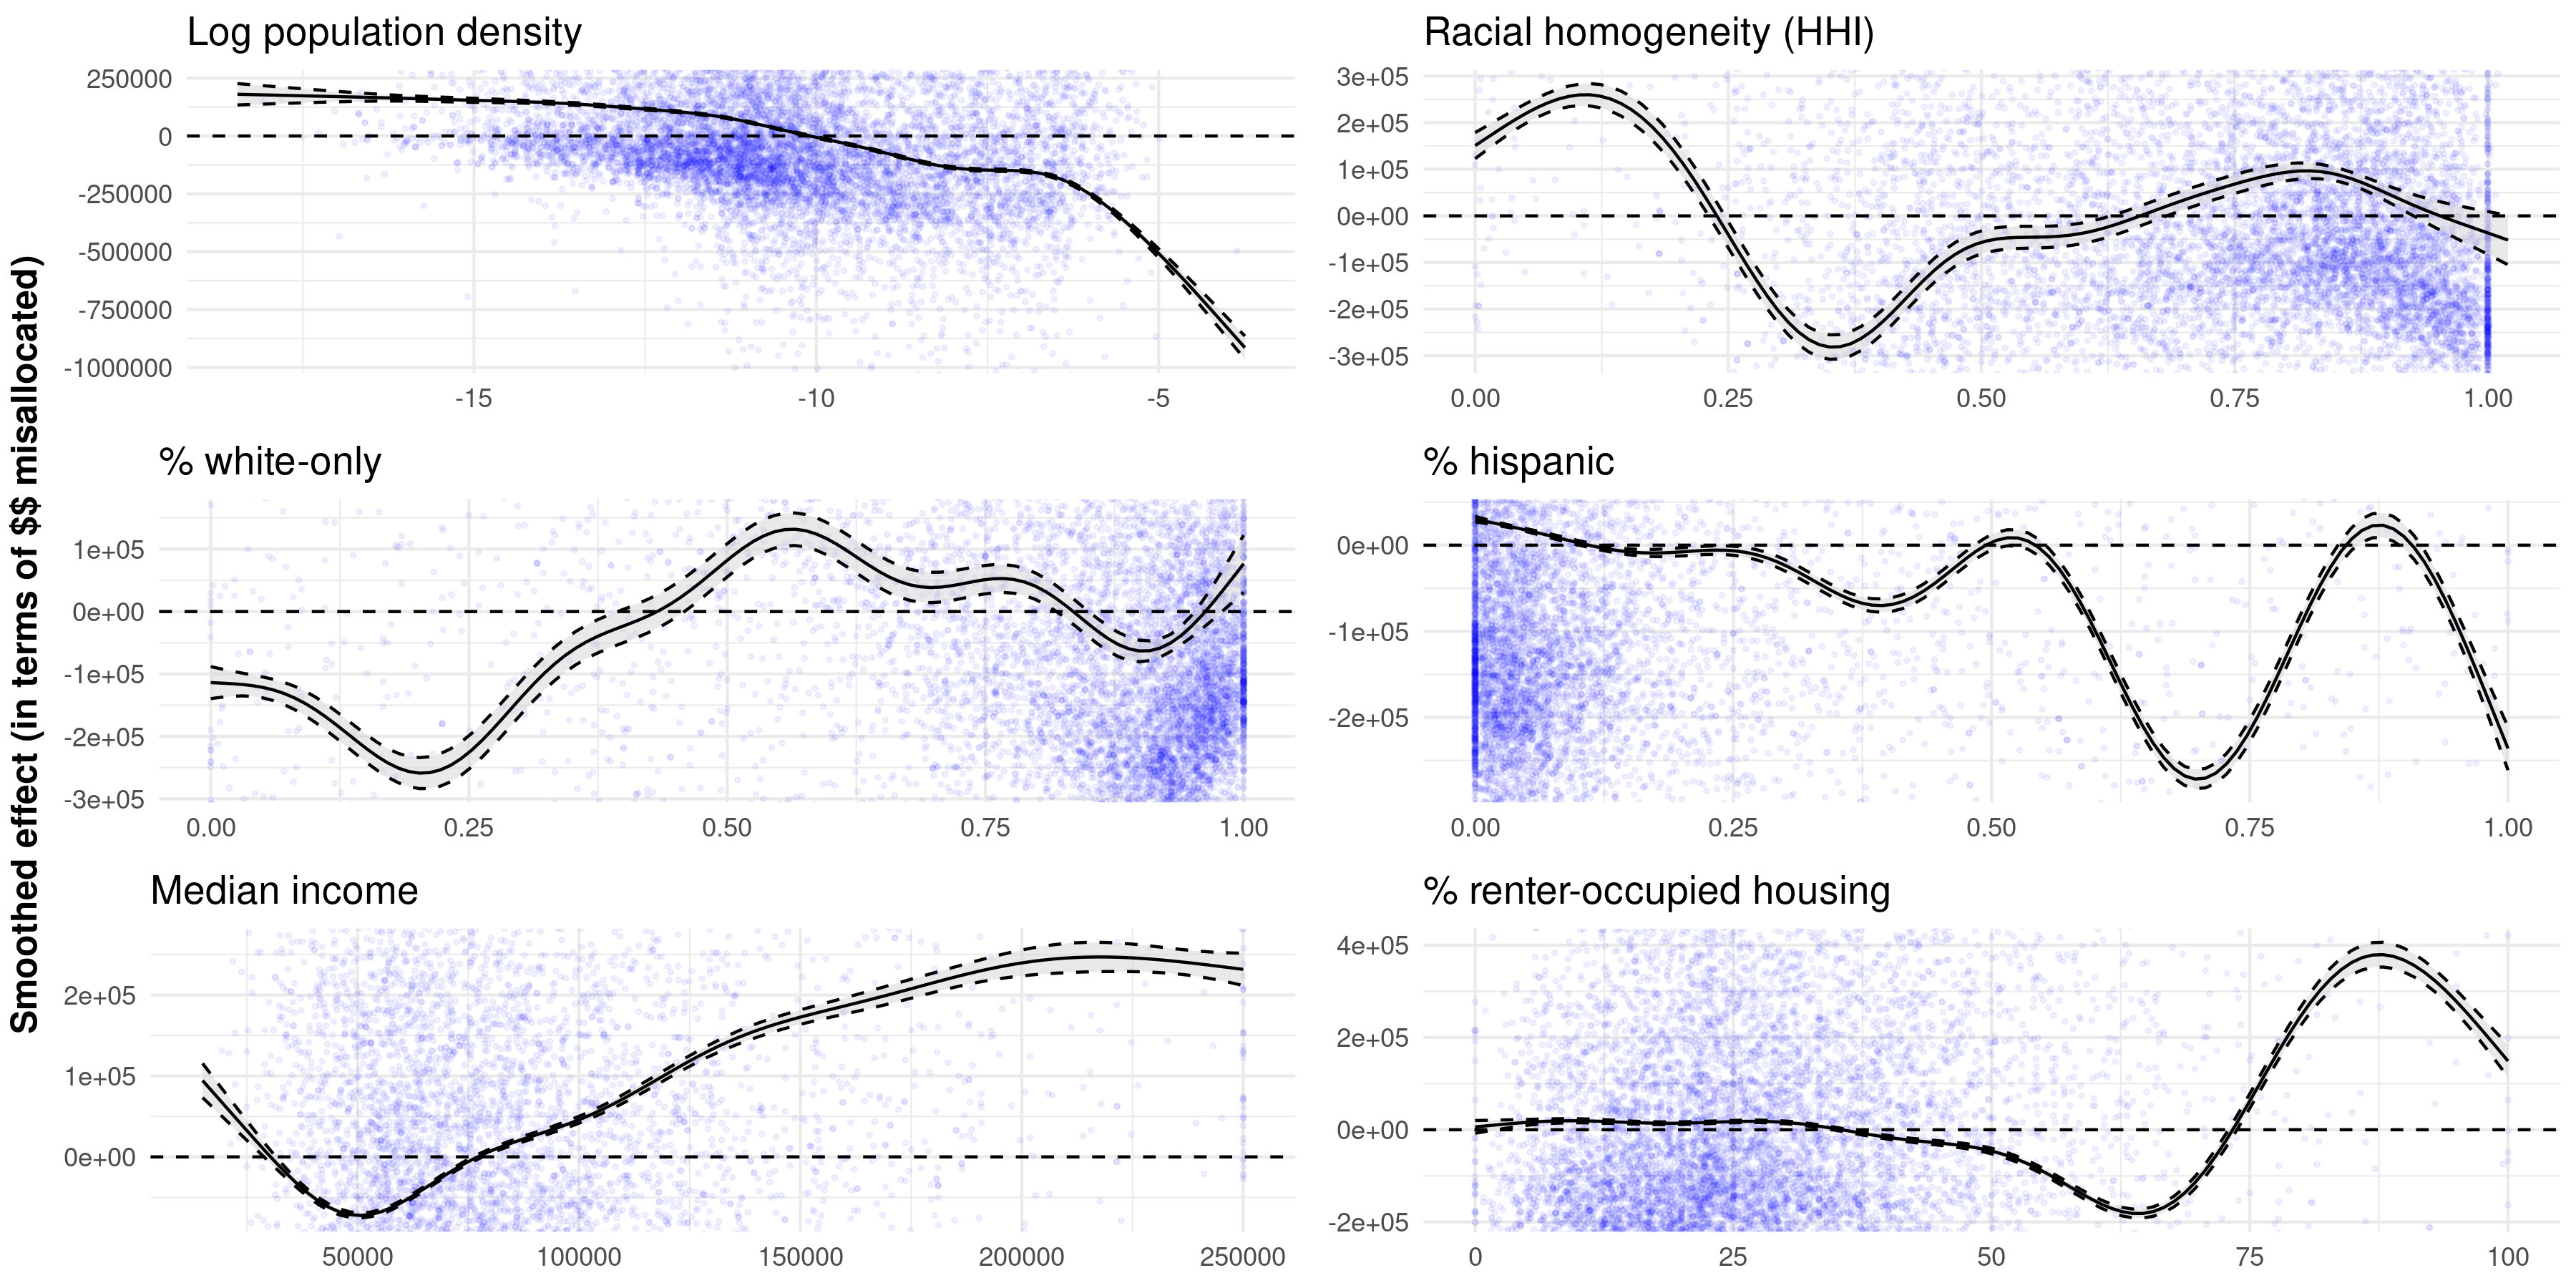 Smoothed effect (in terms of $$ misallocated)
Log population density
250000
0
-250000
-500000
-750000
-1000000
-15 -10 -5
Racial homogeneity (HHI)
3e+05
2e+05
1e+05
0e+00
-1e+05
-2e+05
-3e+05
0.00 0.25 0.50 0.75 1.00
% white-only
1e+05
0e+00
-1e+05
-2e+05
-3e+05
0.00 0.25 0.50 0.75 1.00
% hispanic
0e+00
-1e+05
-2e+05
0.00 0.25 0.50 0.75 1.00
Median income
2e+05
1e+05
0e+00
50000 100000 150000 200000 250000
% renter-occupied housing
4e+05
2e+05
0e+00
-2e+05
0 25 50 75 100